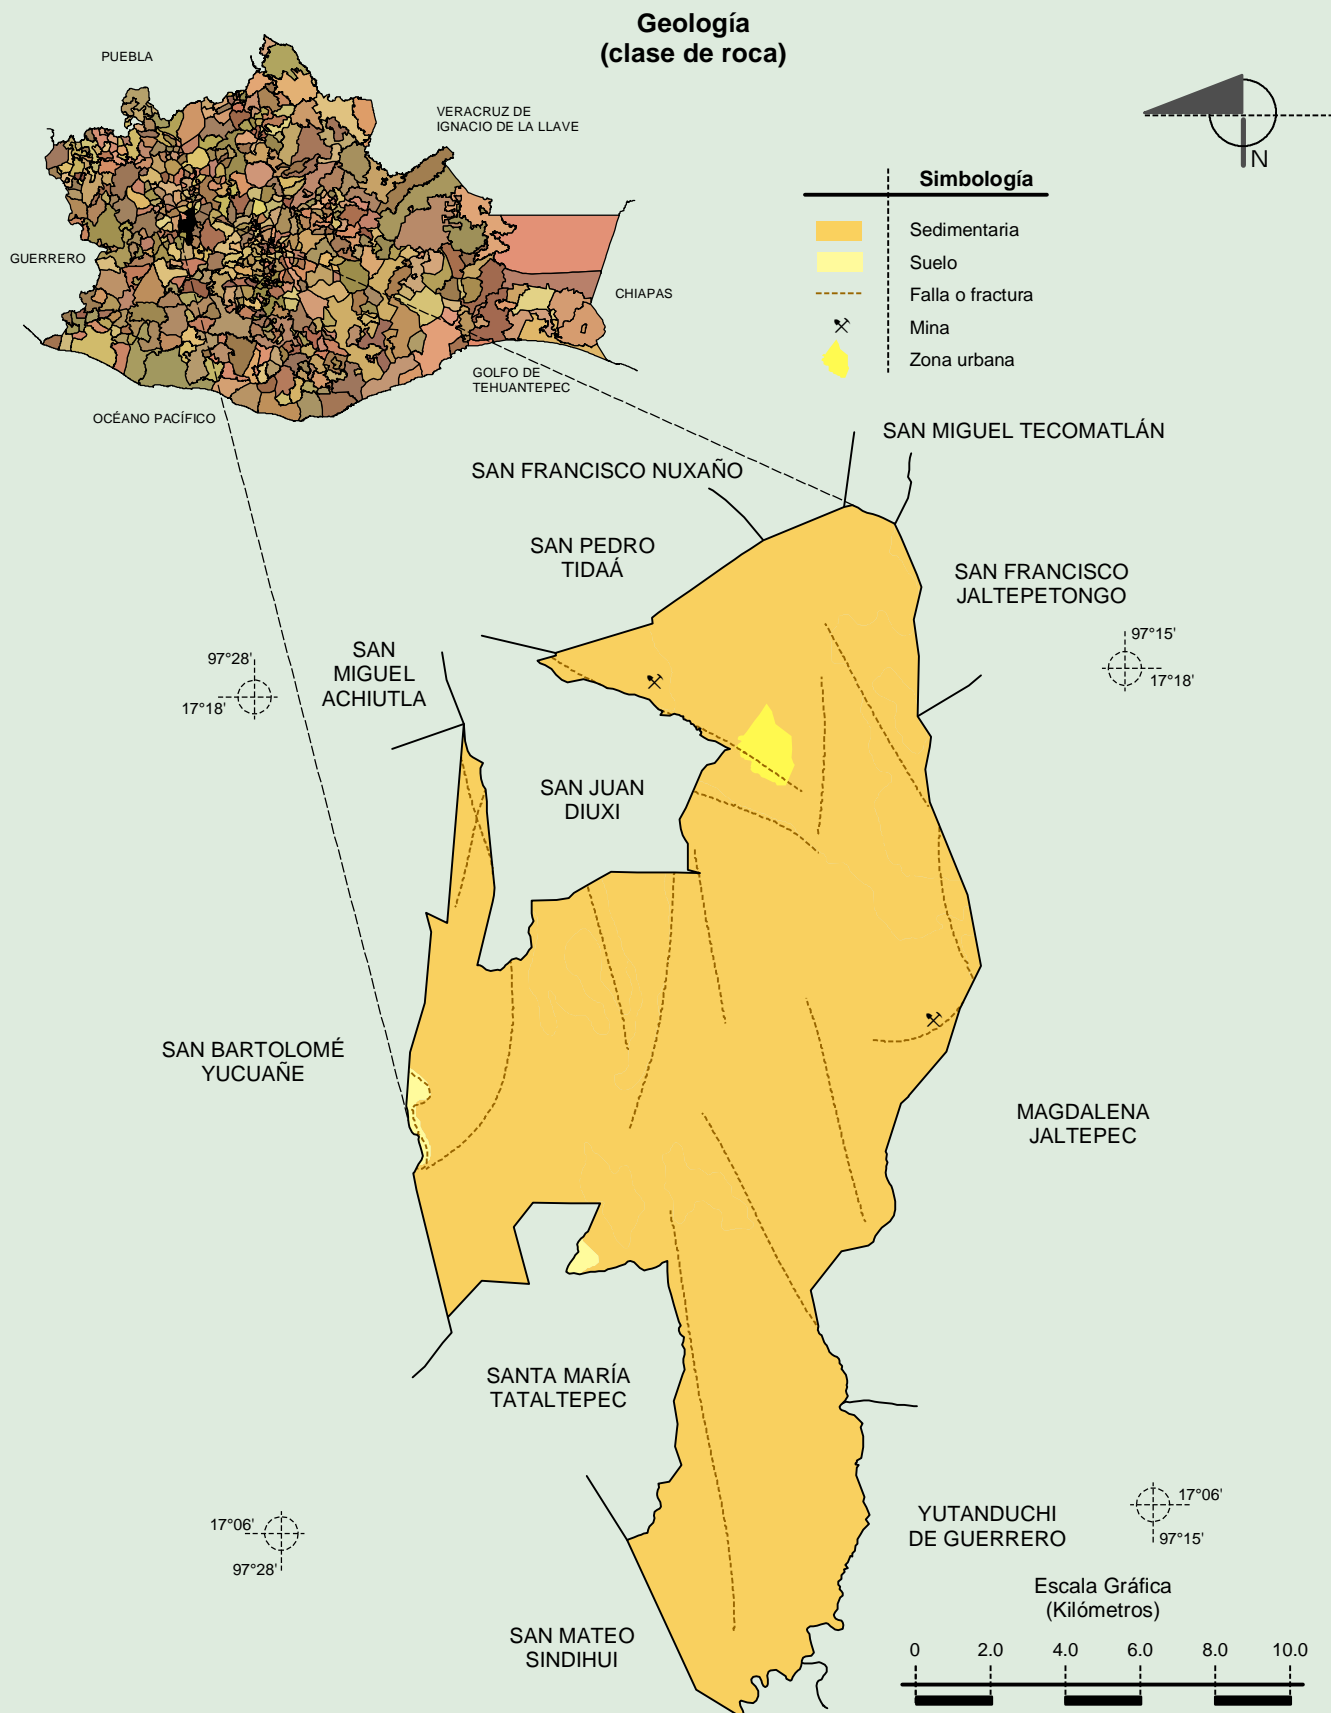 Geología
(clase de roca)
PUEBLA
VERACRUZ DE
IGNACIO DE LA LLAVE
N
Simbología
Sedimentaria
Suelo
Falla o fractura
Mina
Zona urbana
GUERRERO
CHIAPAS
GOLFO DE
TEHUANTEPEC
OCÉANO PACÍFICO
SAN MIGUEL TECOMATLÁN
SAN FRANCISCO NUXAÑO
SAN PEDRO
TIDAÁ
SAN FRANCISCO
JALTEPETONGO
97°15'
17°18'
SAN
MIGUEL
ACHIUTLA
97°28'
17°18'
SAN JUAN
DIUXI
SAN BARTOLOMÉ
YUCUAÑE
MAGDALENA
JALTEPEC
SANTA MARÍA
TATALTEPEC
17°06'
97°28'
YUTANDUCHI
DE GUERRERO
17°06'
97°15'
SAN MATEO
SINDIHUI
Escala Gráfica
(Kilómetros)
0 2.0 4.0 6.0 8.0 10.0